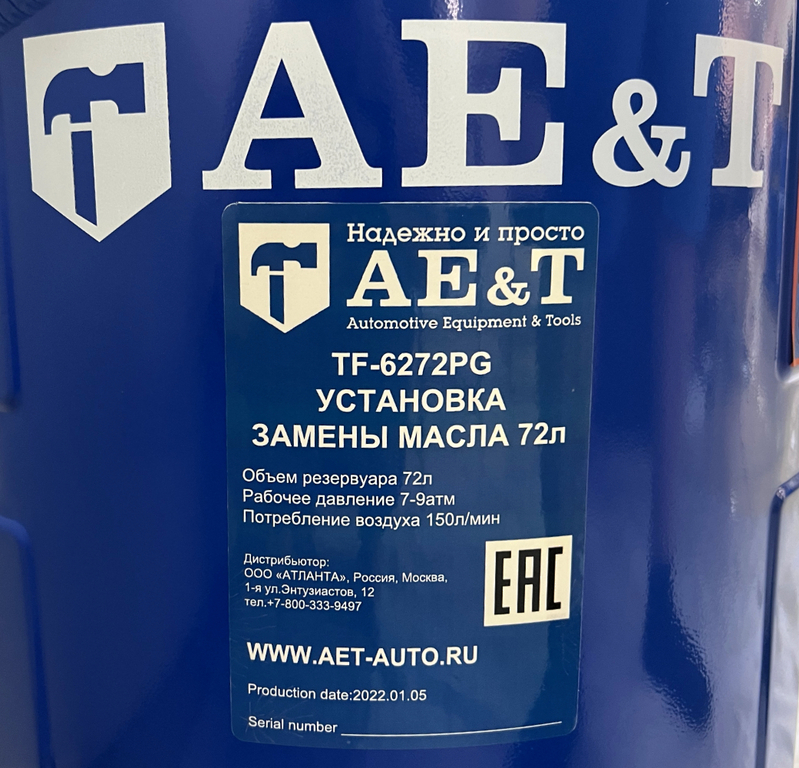 AE&T
Надежно и просто
AE&T
Automotive Equipment & Tools
TF-6272PG
УСТАНОВКА
ЗАМЕНЫ МАСЛА 72л
Объем резервуара 72л
Рабочее давление 7-9атм
Потребление воздуха 150л/мин
Дистрибьютор:
ООО «АТЛАНТА», Россия, Москва,
1-я ул.Энтузиастов, 12
тел.+7-800-333-9497
EAC
WWW.AET-AUTO.RU
Production date:2022.01.05
Serial number